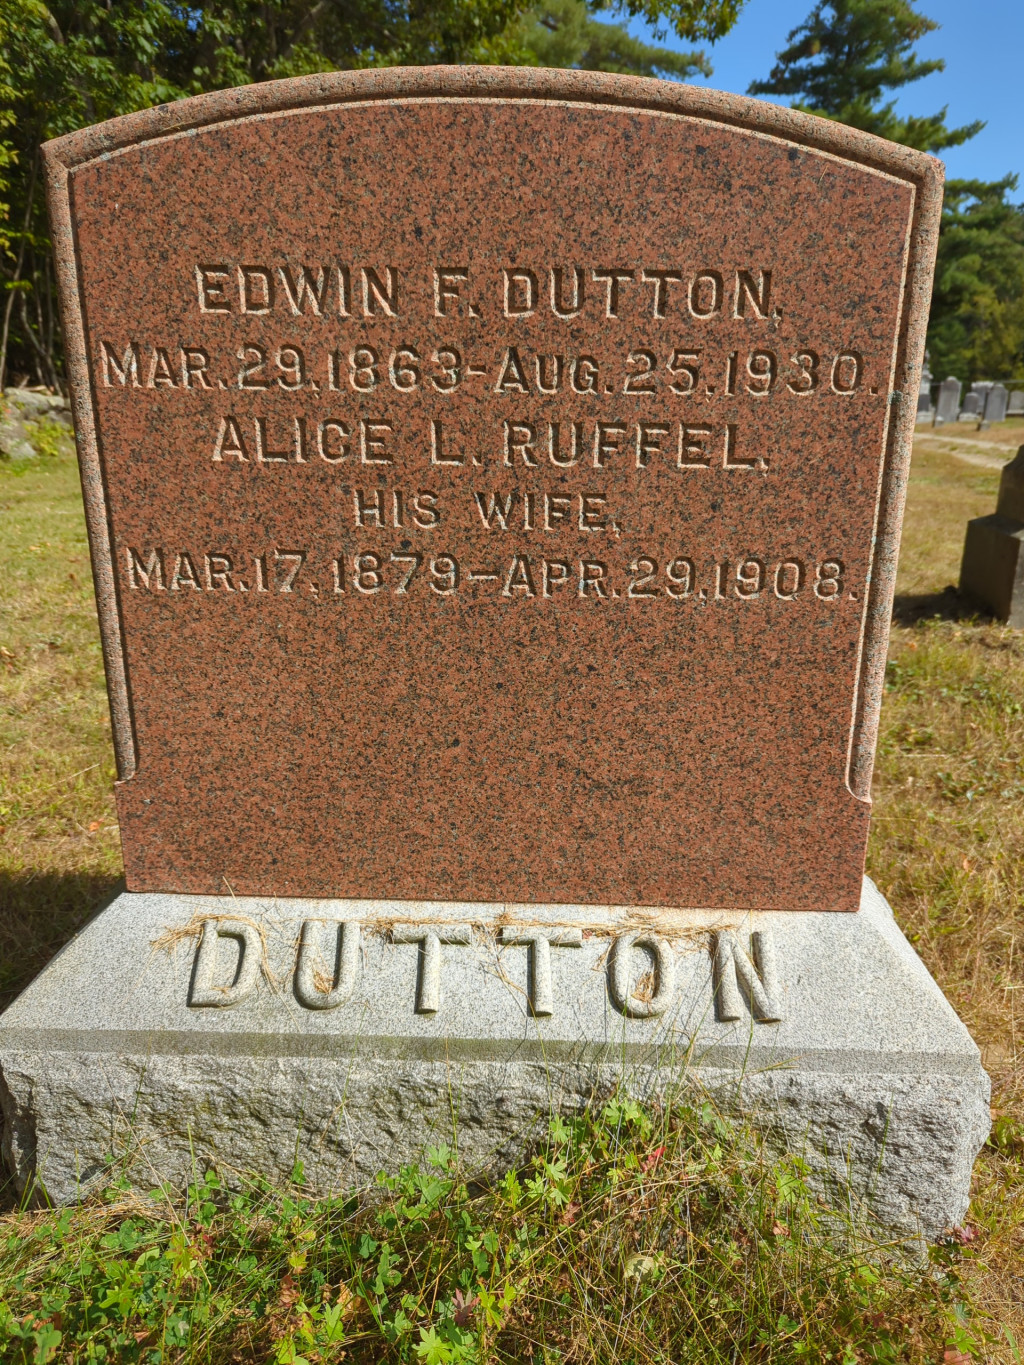 EDWIN F. DUTTON,
MAR. 29, 1863-AUG. 25, 1930.
ALICE L. RUFFEL,
HIS WIFE,
MAR. 17, 1879-APR. 29, 1908.
DUTTON